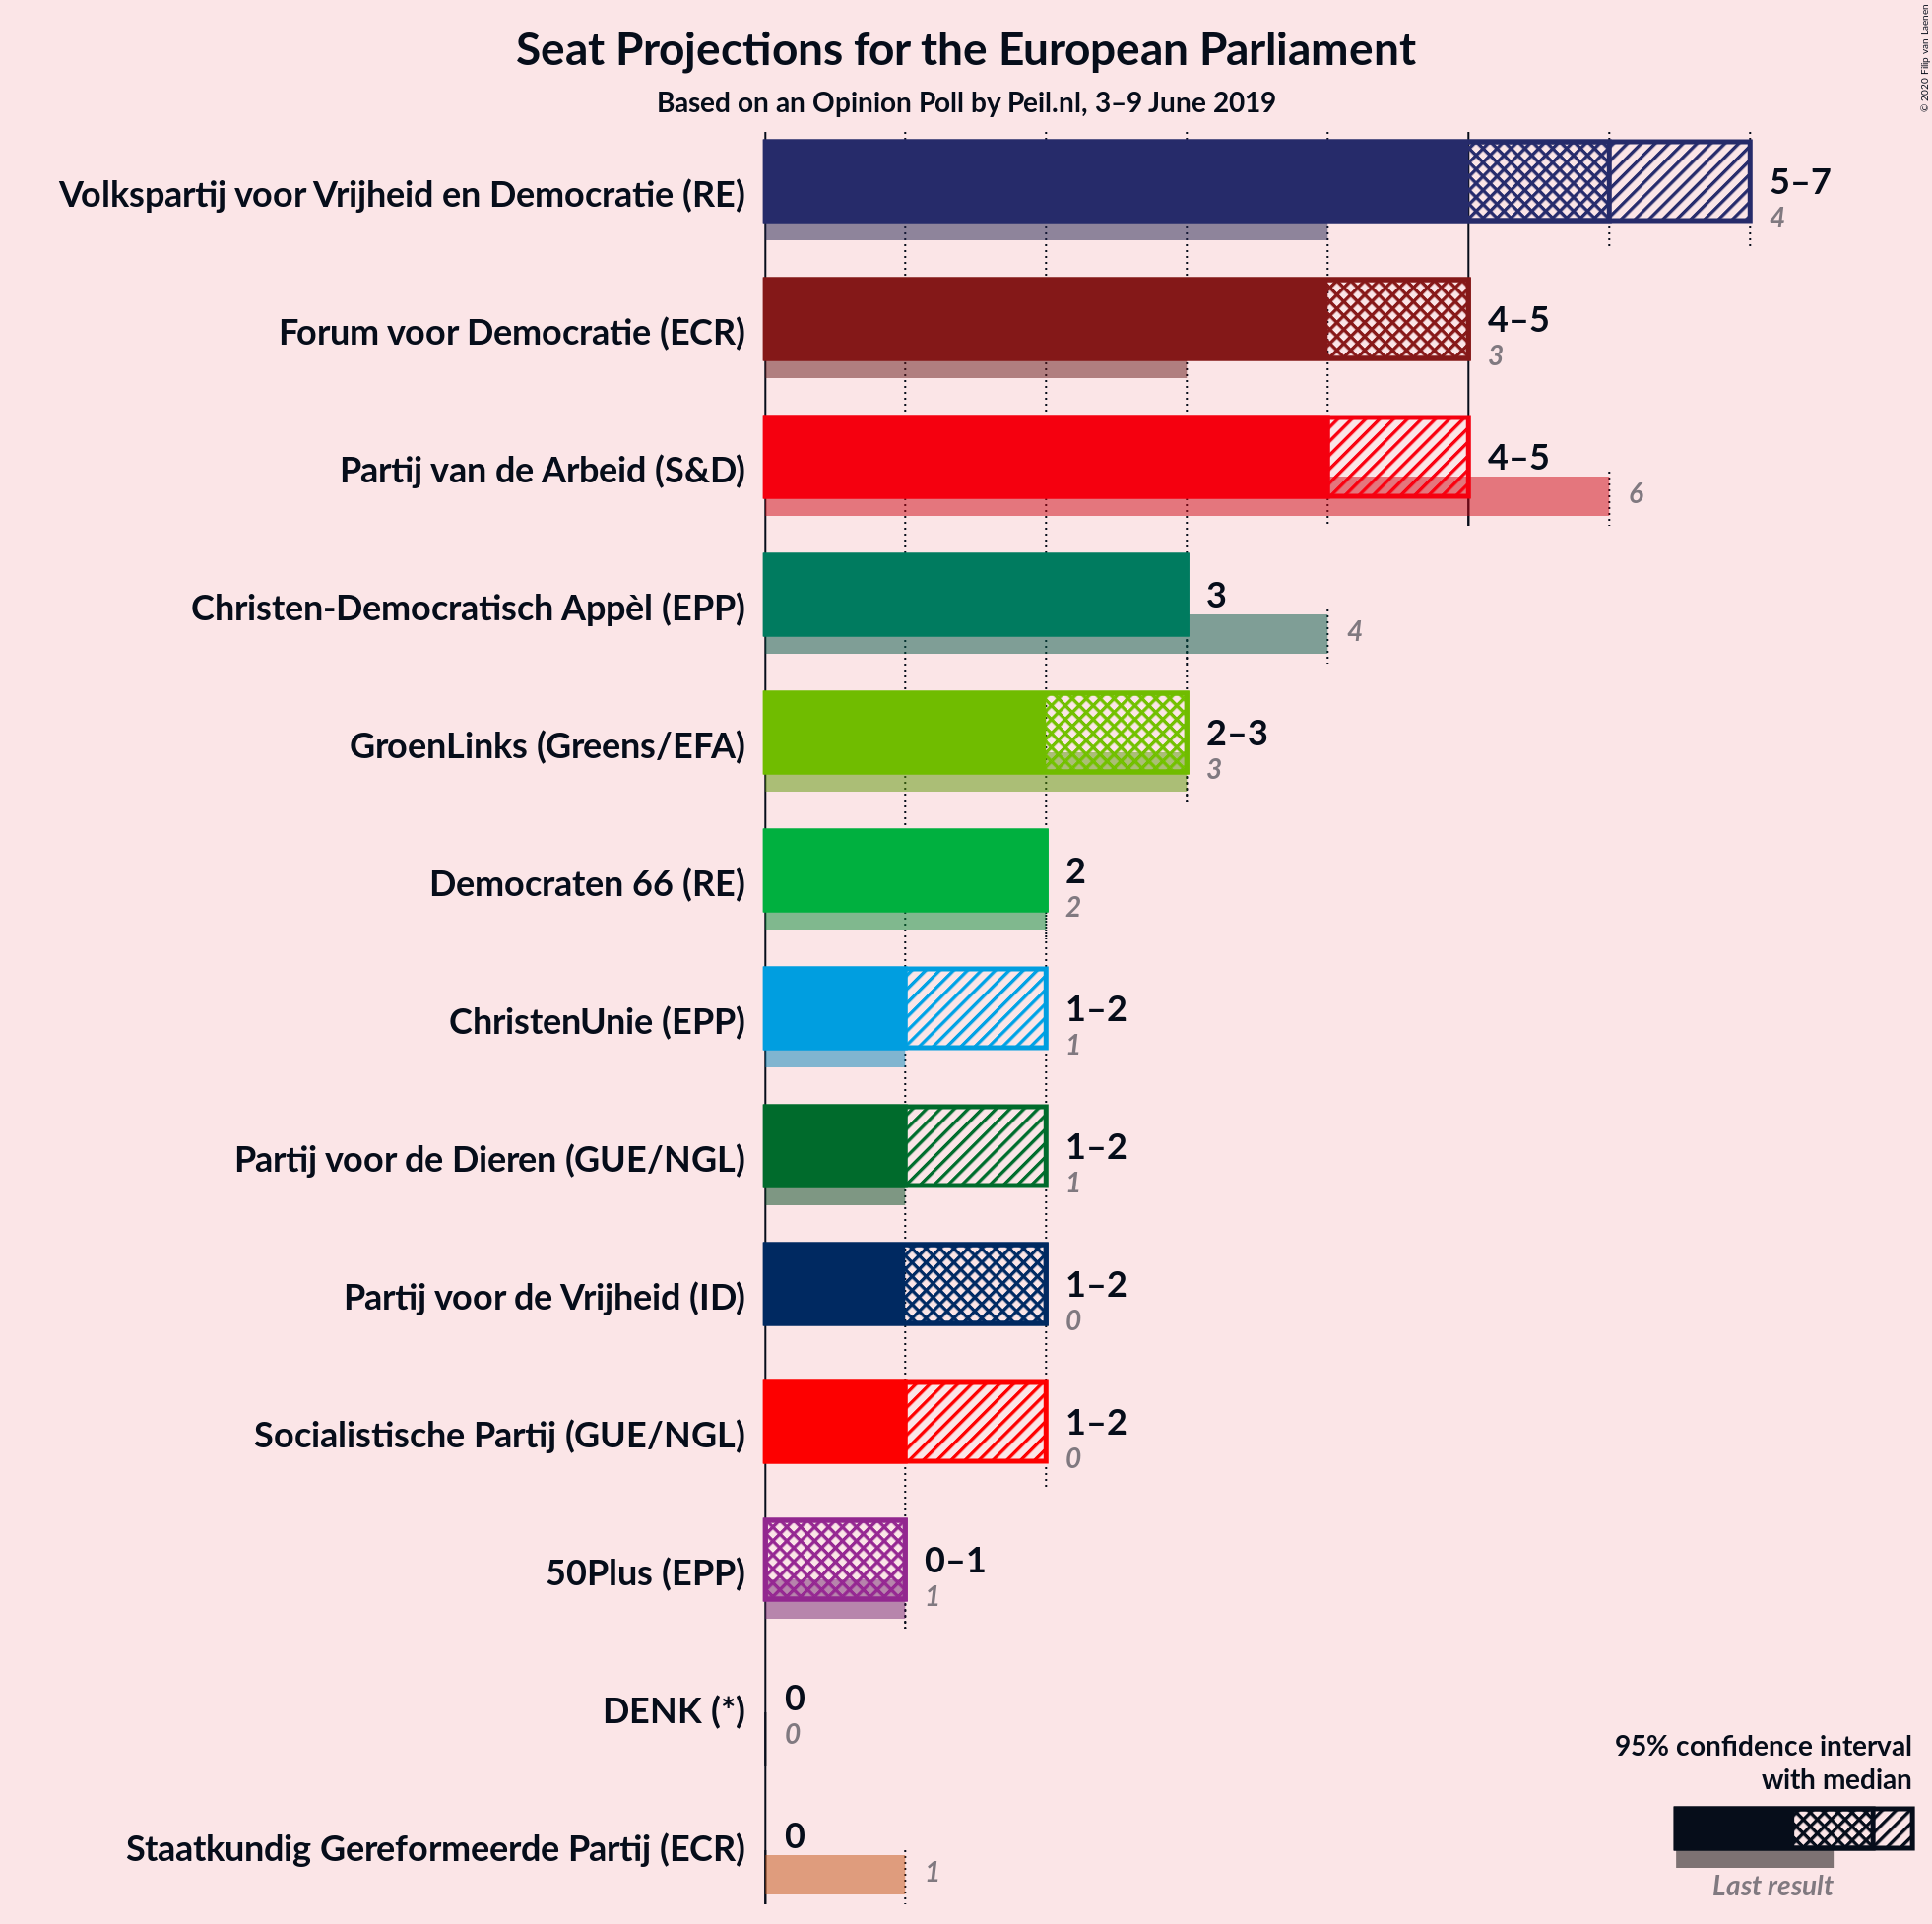 Seat Projections for the European Parliament
Based on an Opinion Poll by Peil.nl, 3–9 June 2019
© 2020 Filip van Laenen
Volkspartij voor Vrijheid en Democratie (RE)
5–7
4
Forum voor Democratie (ECR)
4–5
3
Partij van de Arbeid (S&D)
4–5
6
Christen-Democratisch Appèl (EPP)
3
4
GroenLinks (Greens/EFA)
2–3
3
Democraten 66 (RE)
2
2
ChristenUnie (EPP)
1–2
1
Partij voor de Dieren (GUE/NGL)
1–2
1
Partij voor de Vrijheid (ID)
1–2
0
Socialistische Partij (GUE/NGL)
1–2
0
50Plus (EPP)
0–1
1
DENK (*)
0
0
Staatkundig Gereformeerde Partij (ECR)
0
1
95% confidence interval
with median
Last result